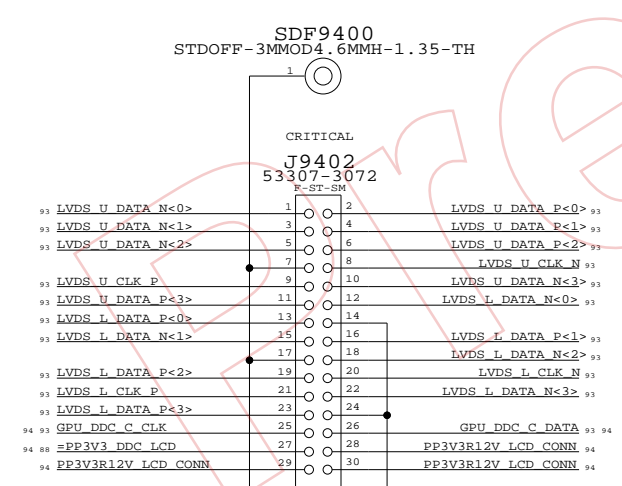 SDF9400
STDOFF-3MMOD4.6MMH-1.35-TH
1
CRITICAL
J9402
53307-3072
F-ST-SM
93 LVDS_U_DATA_N<0> 1 2 LVDS_U_DATA_P<0> 93
93 LVDS_U_DATA_N<1> 3 4 LVDS_U_DATA_P<1> 93
93 LVDS_U_DATA_N<2> 5 6 LVDS_U_DATA_P<2> 93
7 8 LVDS_U_CLK_N 93
93 LVDS_U_CLK_P 9 10 LVDS_U_DATA_N<3> 93
93 LVDS_U_DATA_P<3> 11 12 LVDS_L_DATA_N<0> 93
93 LVDS_L_DATA_P<0> 13 14
93 LVDS_L_DATA_N<1> 15 16 LVDS_L_DATA_P<1> 93
17 18 LVDS_L_DATA_N<2> 93
93 LVDS_L_DATA_P<2> 19 20 LVDS_L_CLK_N 93
93 LVDS_L_CLK_P 21 22 LVDS_L_DATA_N<3> 93
93 LVDS_L_DATA_P<3> 23 24
94 93 GPU_DDC_C_CLK 25 26 GPU_DDC_C_DATA 93 94
94 88 =PP3V3_DDC_LCD 27 28 PP3V3R12V_LCD_CONN 94
94 PP3V3R12V_LCD_CONN 29 30 PP3V3R12V_LCD_CONN 94
Pre